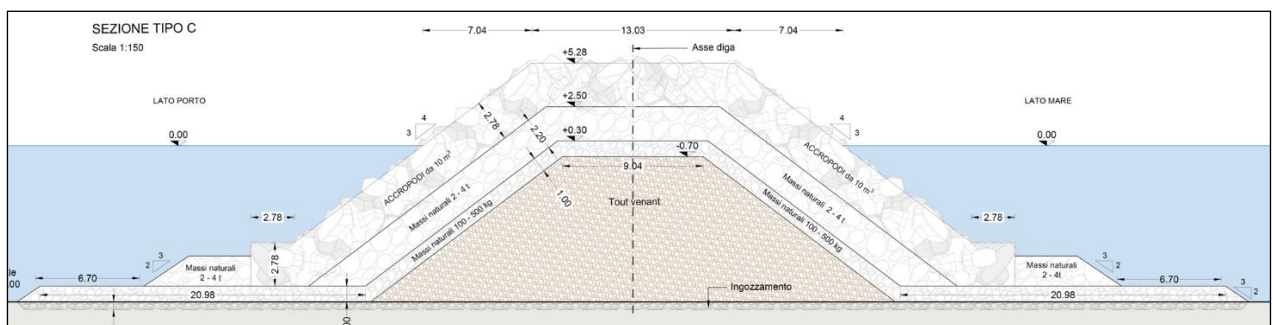 SEZIONE TIPO C
Scala 1:150
7.04
13.03
7.04
Asse diga
+5.28
LATO PORTO
LATO MARE
+2.50
4
3
4
3
2.78
2.20
0.00
+0.30
0.00
-0.70
9.04
ACCROPODI da 10 m³
ACCROPODI da 10 m³
1.00
Massi naturali 2 - 4 t
Massi naturali 2 - 4 t
Tout venant
Massi naturali 100 - 500 kg
Massi naturali 100 - 500 kg
2.78
2.78
3
2
2.78
Massi naturali
2 - 4 t
Massi naturali
2 - 4t
3
2
le
00
6.70
6.70
3
2
20.98
Ingozzamento
20.98
00